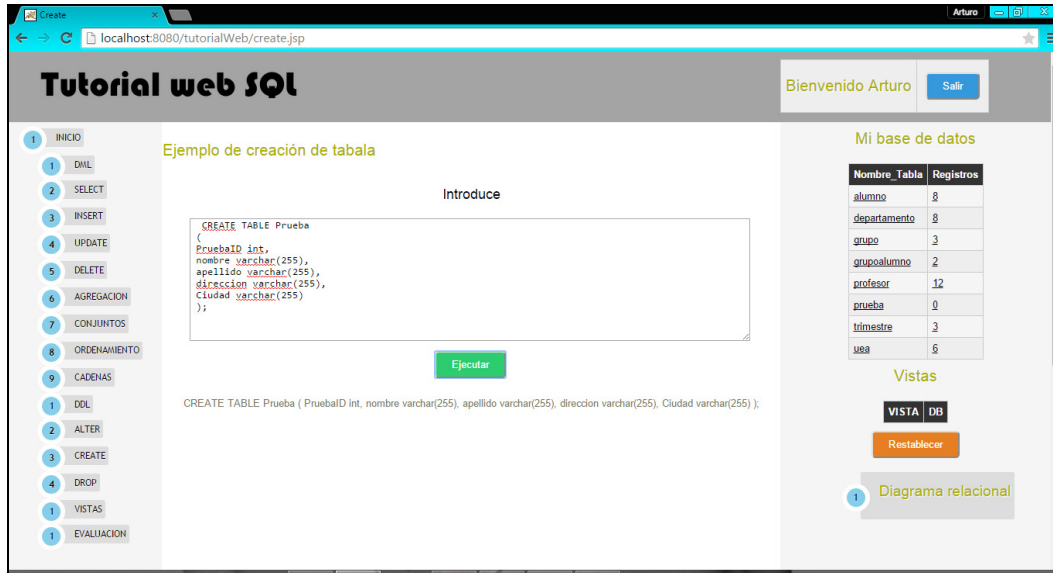 Create
Arturo
localhost:8080/tutorialWeb/create.jsp
Tutorial web SQL
Bienvenido Arturo
Salir
1 INICIO
1 DML
2 SELECT
3 INSERT
4 UPDATE
5 DELETE
6 AGREGACION
7 CONJUNTOS
8 ORDENAMIENTO
9 CADENAS
1 DDL
2 ALTER
3 CREATE
4 DROP
1 VISTAS
1 EVALUACION
Ejemplo de creación de tabala
Introduce
CREATE TABLE Prueba
(
PruebaID int,
nombre varchar(255),
apellido varchar(255),
direccion varchar(255),
Ciudad varchar(255)
);
Ejecutar
CREATE TABLE Prueba ( PruebaID int, nombre varchar(255), apellido varchar(255), direccion varchar(255), Ciudad varchar(255) );
Mi base de datos
Nombre_Tabla Registros
alumno 8
departamento 8
grupo 3
grupoalumno 2
profesor 12
prueba 0
trimestre 3
uea 6
Vistas
VISTA DB
Restablecer
1 Diagrama relacional